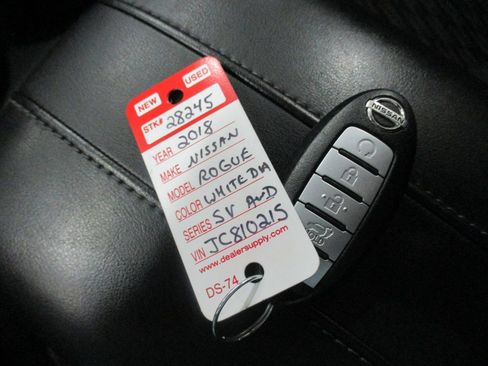 NEW USED
STK# 28245
YEAR 2018
MAKE NISSAN
MODEL ROGUE
COLOR WHITE DIA
SERIES SV AWD
VIN JC810215
www.dealersupply.com
DS-74
NISSAN
HOLD